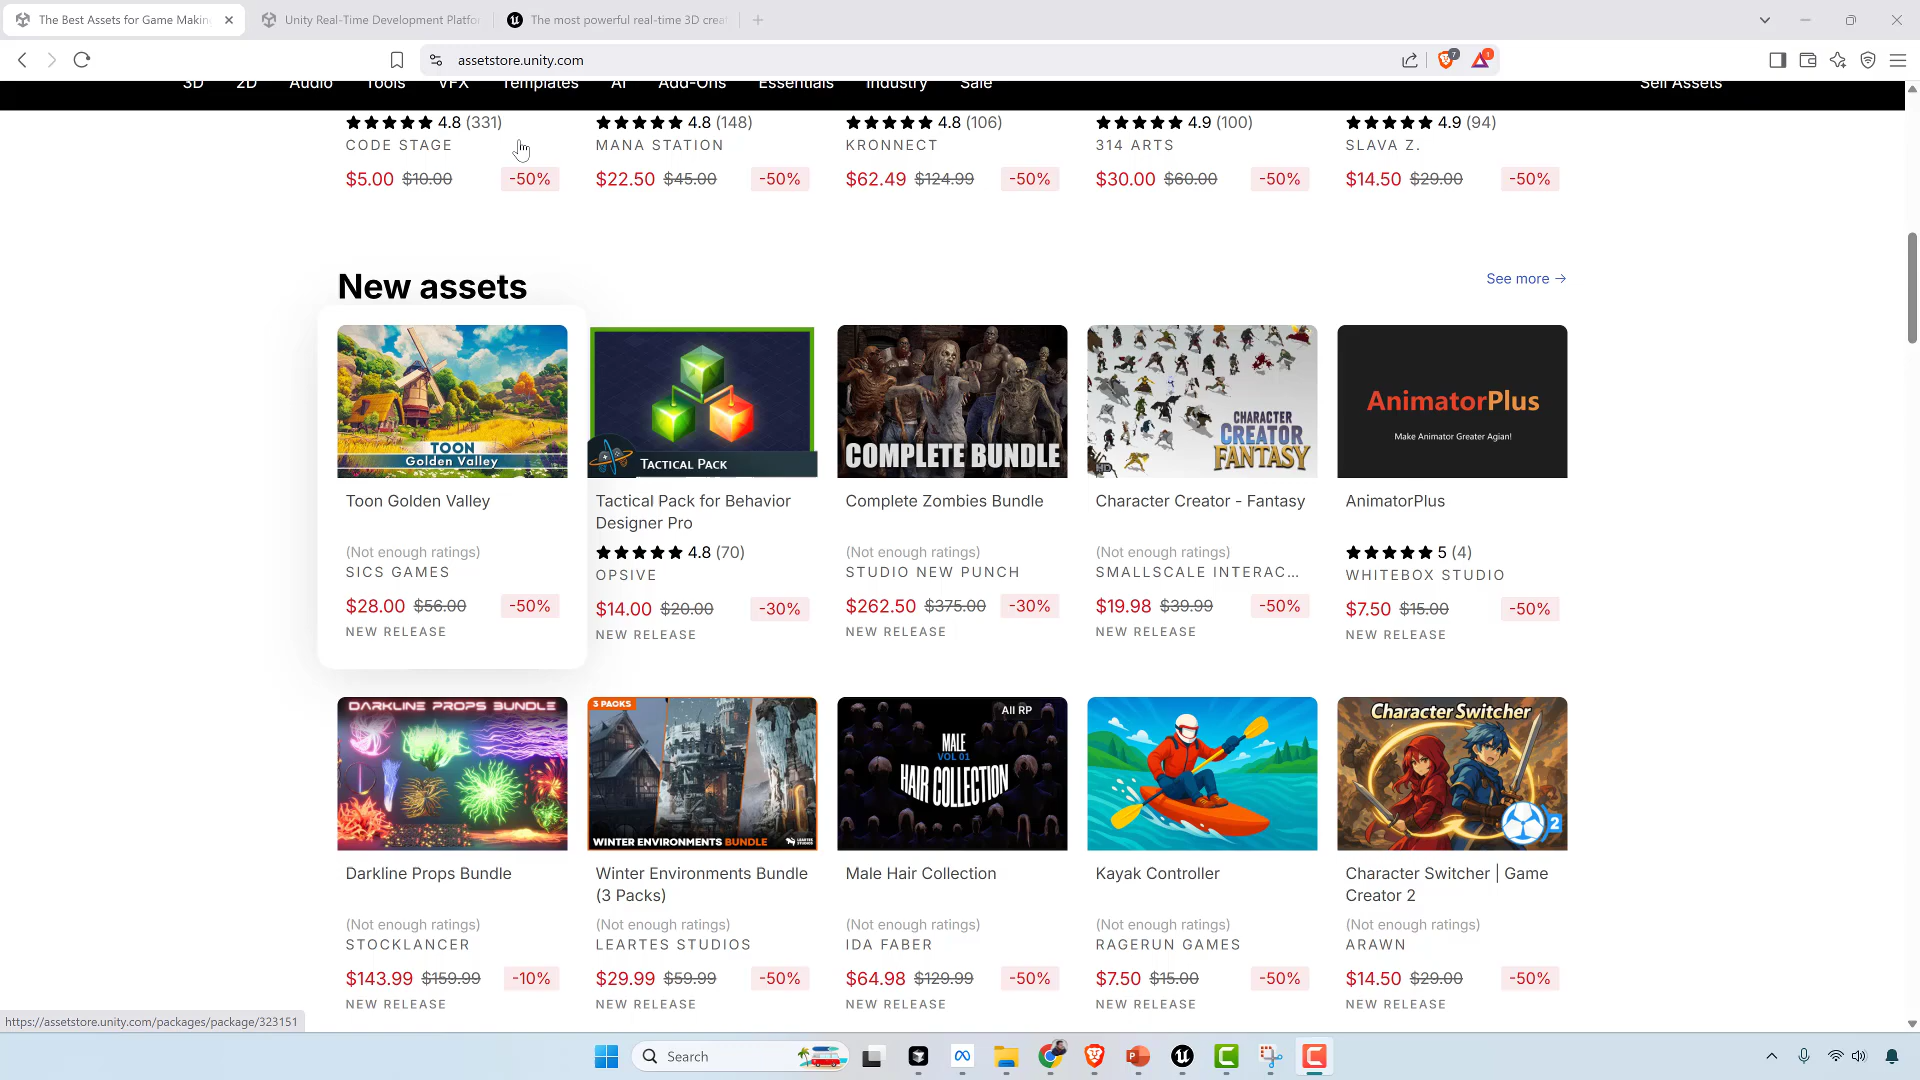 The Best Assets for Game Makin
Unity Real-Time Development Platfo
The most powerful real-time 3D crea
assetstore.unity.com
7
1
3D 2D Audio Tools VFX Templates AI Add-Ons Essentials Industry Sale Sell Assets
4.8 (331)
CODE STAGE
$5.00 $10.00 -50%
4.8 (148)
MANA STATION
$22.50 $45.00 -50%
4.8 (106)
KRONNECT
$62.49 $124.99 -50%
4.9 (100)
314 ARTS
$30.00 $60.00 -50%
4.9 (94)
SLAVA Z.
$14.50 $29.00 -50%
New assets
See more →
TOON
Golden Valley
Toon Golden Valley
(Not enough ratings)
SICS GAMES
$28.00 $56.00 -50%
NEW RELEASE
TACTICAL PACK
Tactical Pack for Behavior
Designer Pro
4.8 (70)
OPSIVE
$14.00 $20.00 -30%
NEW RELEASE
COMPLETE BUNDLE
Complete Zombies Bundle
(Not enough ratings)
STUDIO NEW PUNCH
$262.50 $375.00 -30%
NEW RELEASE
CHARACTER
CREATOR
FANTASY
HD
Character Creator - Fantasy
(Not enough ratings)
SMALLSCALE INTERAC...
$19.98 $39.99 -50%
NEW RELEASE
AnimatorPlus
Make Animator Greater Agian!
AnimatorPlus
5 (4)
WHITEBOX STUDIO
$7.50 $15.00 -50%
NEW RELEASE
DARKLINE PROPS BUNDLE
Darkline Props Bundle
(Not enough ratings)
STOCKLANCER
$143.99 $159.99 -10%
NEW RELEASE
3 PACKS
WINTER ENVIRONMENTS BUNDLE
LEARTES
STUDIOS
Winter Environments Bundle
(3 Packs)
(Not enough ratings)
LEARTES STUDIOS
$29.99 $59.99 -50%
NEW RELEASE
All RP
MALE
VOL 01
HAIR COLLECTION
Male Hair Collection
(Not enough ratings)
IDA FABER
$64.98 $129.99 -50%
NEW RELEASE
Kayak Controller
(Not enough ratings)
RAGERUN GAMES
$7.50 $15.00 -50%
NEW RELEASE
Character Switcher
2
Character Switcher | Game
Creator 2
(Not enough ratings)
ARAWN
$14.50 $29.00 -50%
NEW RELEASE
https://assetstore.unity.com/packages/package/323151
Search